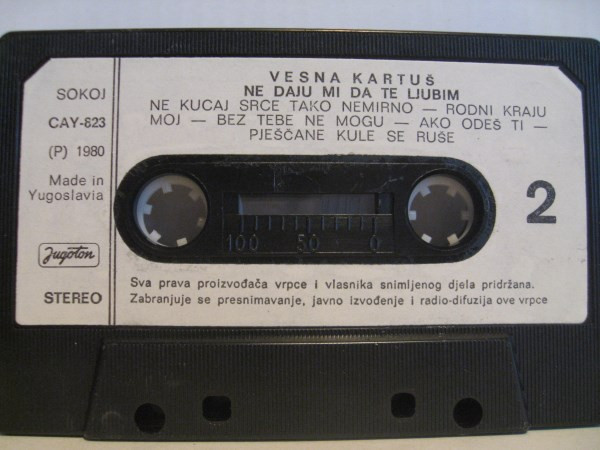 VESNA KARTUŠ
NE DAJU MI DA TE LJUBIM
NE KUCAJ SRCE TAKO NEMIRNO — RODNI KRAJU
MOJ — BEZ TEBE NE MOGU — AKO ODEŠ TI —
PJEŠČANE KULE SE RUŠE
SOKOJ
CAY-823
(P) 1980
Made in
Yugoslavia
Jugoton
STEREO
100 50 0
2
Sva prava proizvođača vrpce i vlasnika snimljenog djela pridržana.
Zabranjuje se presnimavanje, javno izvođenje i radio-difuzija ove vrpce